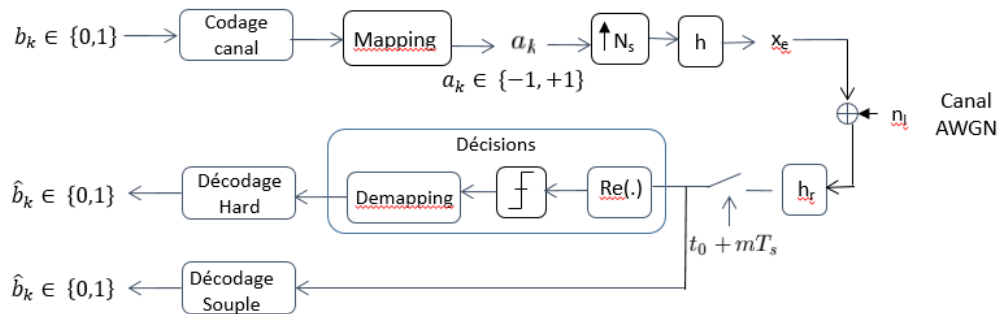 b_k ∈ {0,1}
Codage
canal
Mapping
a_k
a_k ∈ {−1, +1}
↑ N_s
h
x_e
n_l
Canal
AWGN
Décisions
b̂_k ∈ {0,1}
Décodage
Hard
Demapping
Re(.)
h_r
t_0 + mT_s
b̂_k ∈ {0,1}
Décodage
Souple